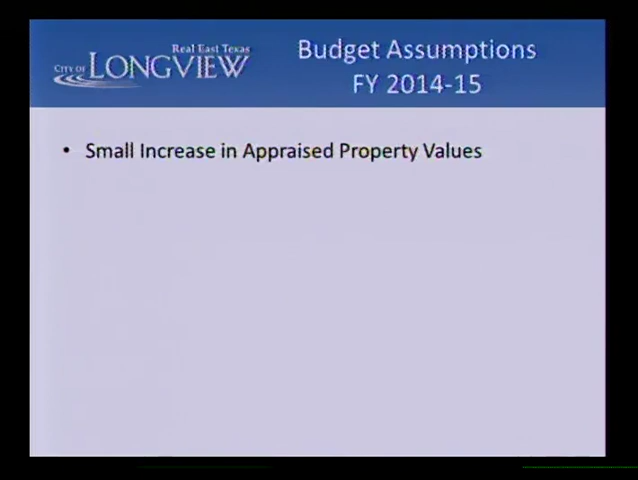 Real East Texas
CITY OF LONGVIEW
Budget Assumptions
FY 2014-15
• Small Increase in Appraised Property Values